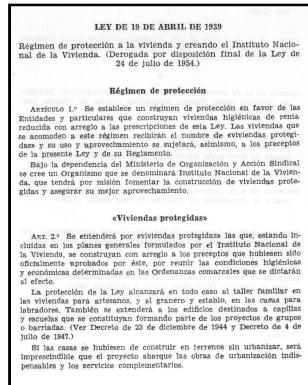 LEY DE 19 DE ABRIL DE 1939
Régimen de protección a la vivienda y creando el Instituto Nacio-
nal de la Vivienda. (Derogada por disposición final de la Ley de
24 de julio de 1954.)
Régimen de protección
ARTÍCULO 1.º Se establece un régimen de protección en favor de las
Entidades y particulares que construyan viviendas higiénicas de renta
reducida con arreglo a las prescripciones de esta Ley. Las viviendas que
se acomoden a este régimen recibirán el nombre de «viviendas protegi-
das» y su uso y aprovechamiento se sujetará, asimismo, a los preceptos
de la presente Ley y de su Reglamento.
Bajo la dependencia del Ministerio de Organización y Acción Sindical
se cree un Organismo que se denominará Instituto Nacional de la Vivien-
da, que tendrá por misión fomentar la construcción de viviendas prote-
gidas y asegurar su mejor aprovechamiento.
«Viviendas protegidas»
ART. 2.º Se entenderá por «viviendas protegidas» las que, estando in-
cluídas en los planes generales formulados por el Instituto Nacional de
la Vivienda, se construyan con arreglo a los preceptos que hubiesen sido
oficialmente aprobados por éste, por reunir las condiciones higiénicas
y económicas determinadas en las Ordenanzas comarcales que se dictarán
al efecto.
La protección de la Ley alcanzará en todo caso al taller familiar en
las viviendas para artesanos, y al granero y establo, en las casas para
labradores. También se extenderá a los edificios destinados a capillas
y escuelas que se constituyan formando parte de los proyectos de grupos
o barriadas. (Ver Decreto de 23 de diciembre de 1944 y Decreto de 4 de
julio de 1947.)
Si las casas se hubiesen de construir en terrenos sin urbanizar, será
imprescindible que el proyecto abarque las obras de urbanización indis-
pensables y los servicios complementarios.